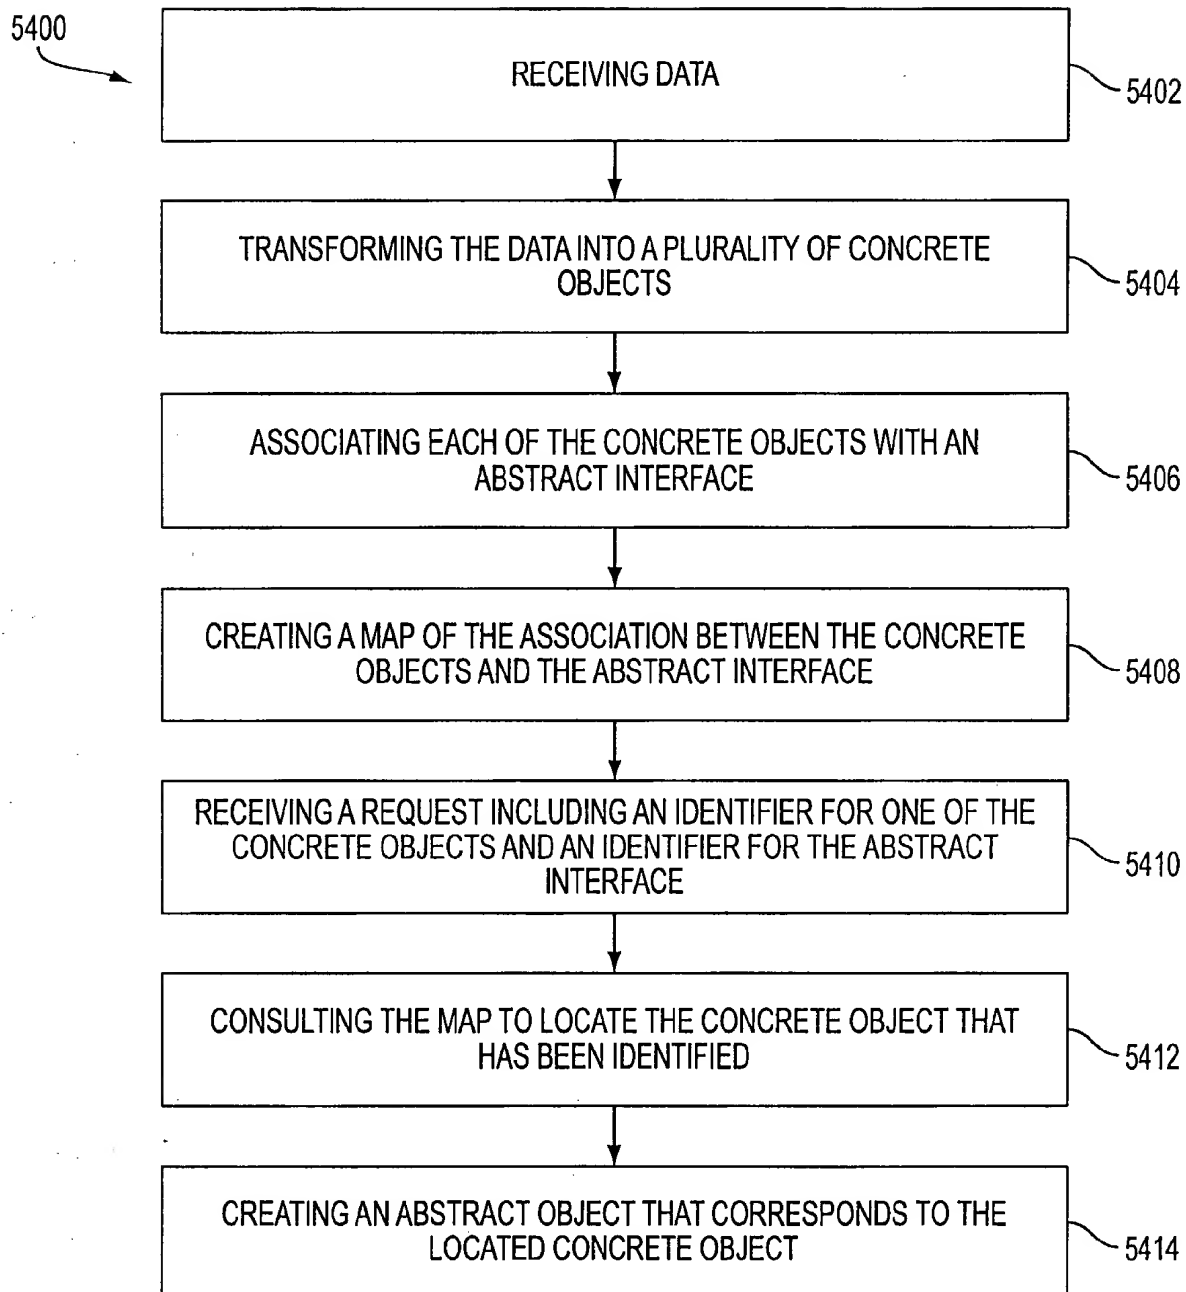 5400
RECEIVING DATA
5402
TRANSFORMING THE DATA INTO A PLURALITY OF CONCRETE
OBJECTS
5404
ASSOCIATING EACH OF THE CONCRETE OBJECTS WITH AN
ABSTRACT INTERFACE
5406
CREATING A MAP OF THE ASSOCIATION BETWEEN THE CONCRETE
OBJECTS AND THE ABSTRACT INTERFACE
5408
RECEIVING A REQUEST INCLUDING AN IDENTIFIER FOR ONE OF THE
CONCRETE OBJECTS AND AN IDENTIFIER FOR THE ABSTRACT
INTERFACE
5410
CONSULTING THE MAP TO LOCATE THE CONCRETE OBJECT THAT
HAS BEEN IDENTIFIED
5412
CREATING AN ABSTRACT OBJECT THAT CORRESPONDS TO THE
LOCATED CONCRETE OBJECT
5414